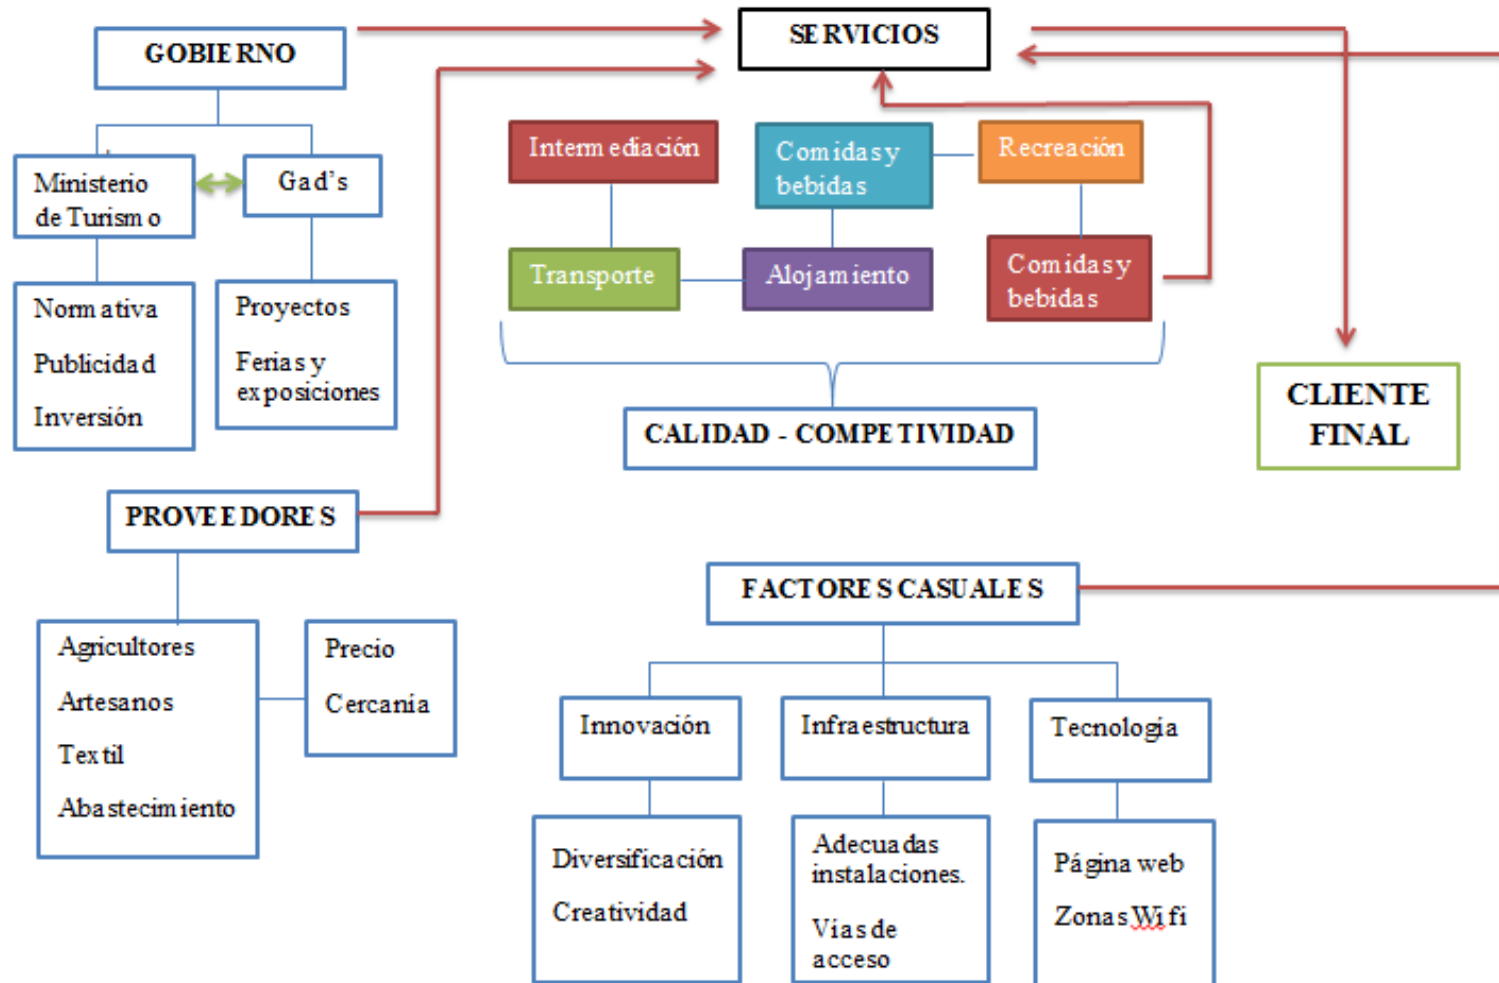 GOBIERNO
Ministerio
de Turismo
Gad's
Normativa
Publicidad
Inversión
Proyectos
Ferias y
exposiciones
SERVICIOS
Intermediación
Comidas y
bebidas
Recreación
Transporte
Alojamiento
Comidas y
bebidas
CALIDAD - COMPETIVIDAD
CLIENTE
FINAL
PROVEEDORES
Agricultores
Artesanos
Textil
Abastecimiento
Precio
Cercanía
FACTORES CASUALES
Innovación
Infraestructura
Tecnología
Diversificación
Creatividad
Adecuadas
instalaciones.
Vías de
acceso
Página web
Zonas Wifi